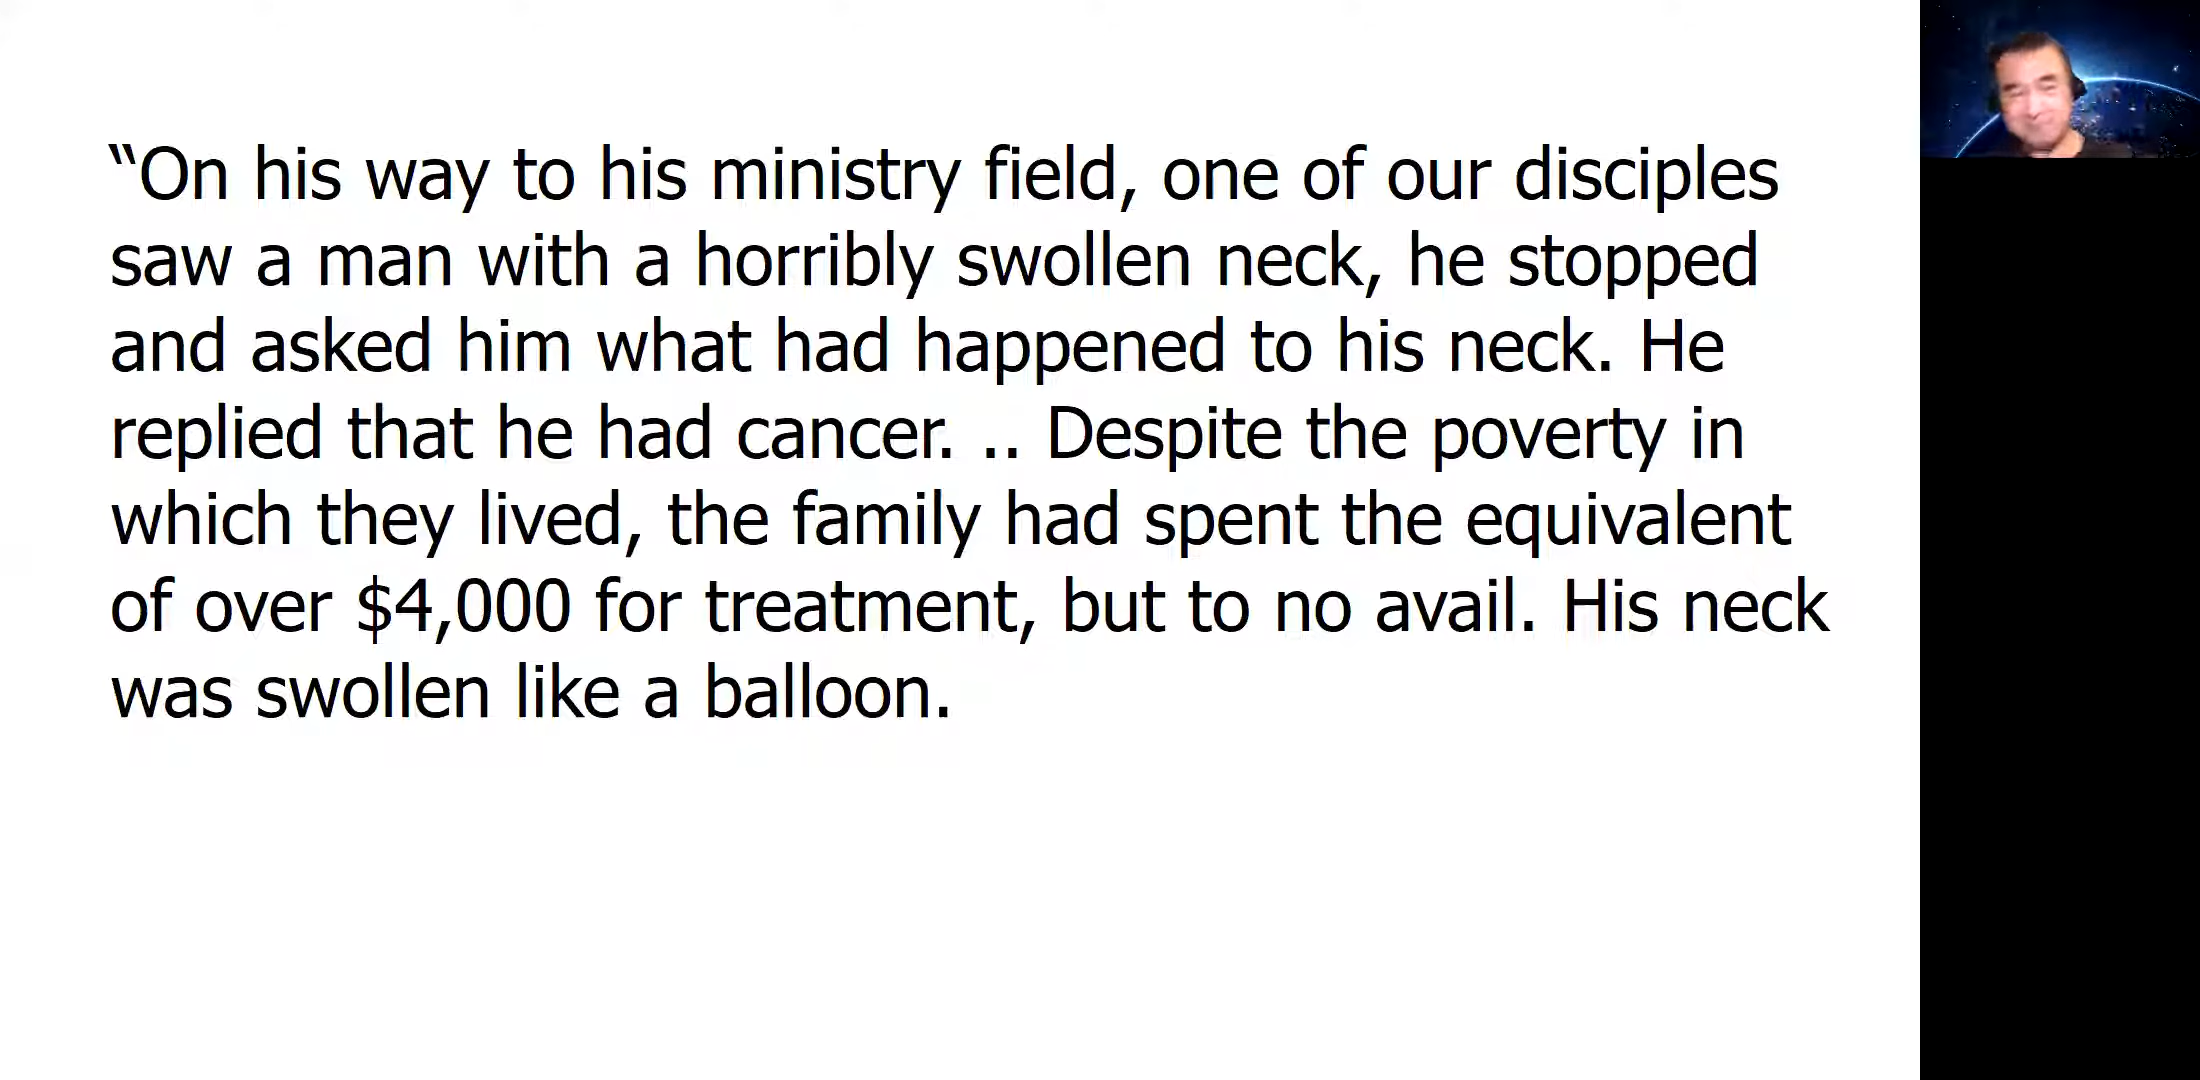 “On his way to his ministry field, one of our disciples
saw a man with a horribly swollen neck, he stopped
and asked him what had happened to his neck. He
replied that he had cancer. .. Despite the poverty in
which they lived, the family had spent the equivalent
of over $4,000 for treatment, but to no avail. His neck
was swollen like a balloon.